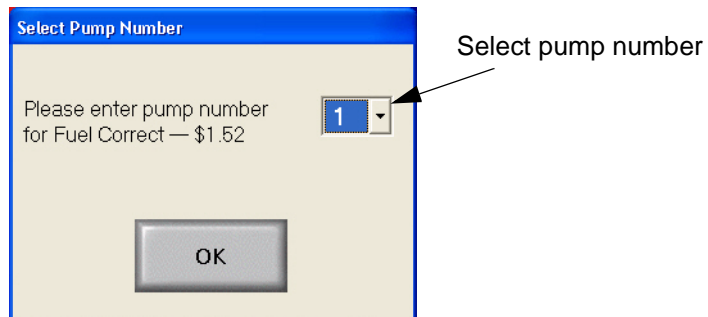 Select Pump Number
Select pump number
Please enter pump number
for Fuel Correct — $1.52
1
OK